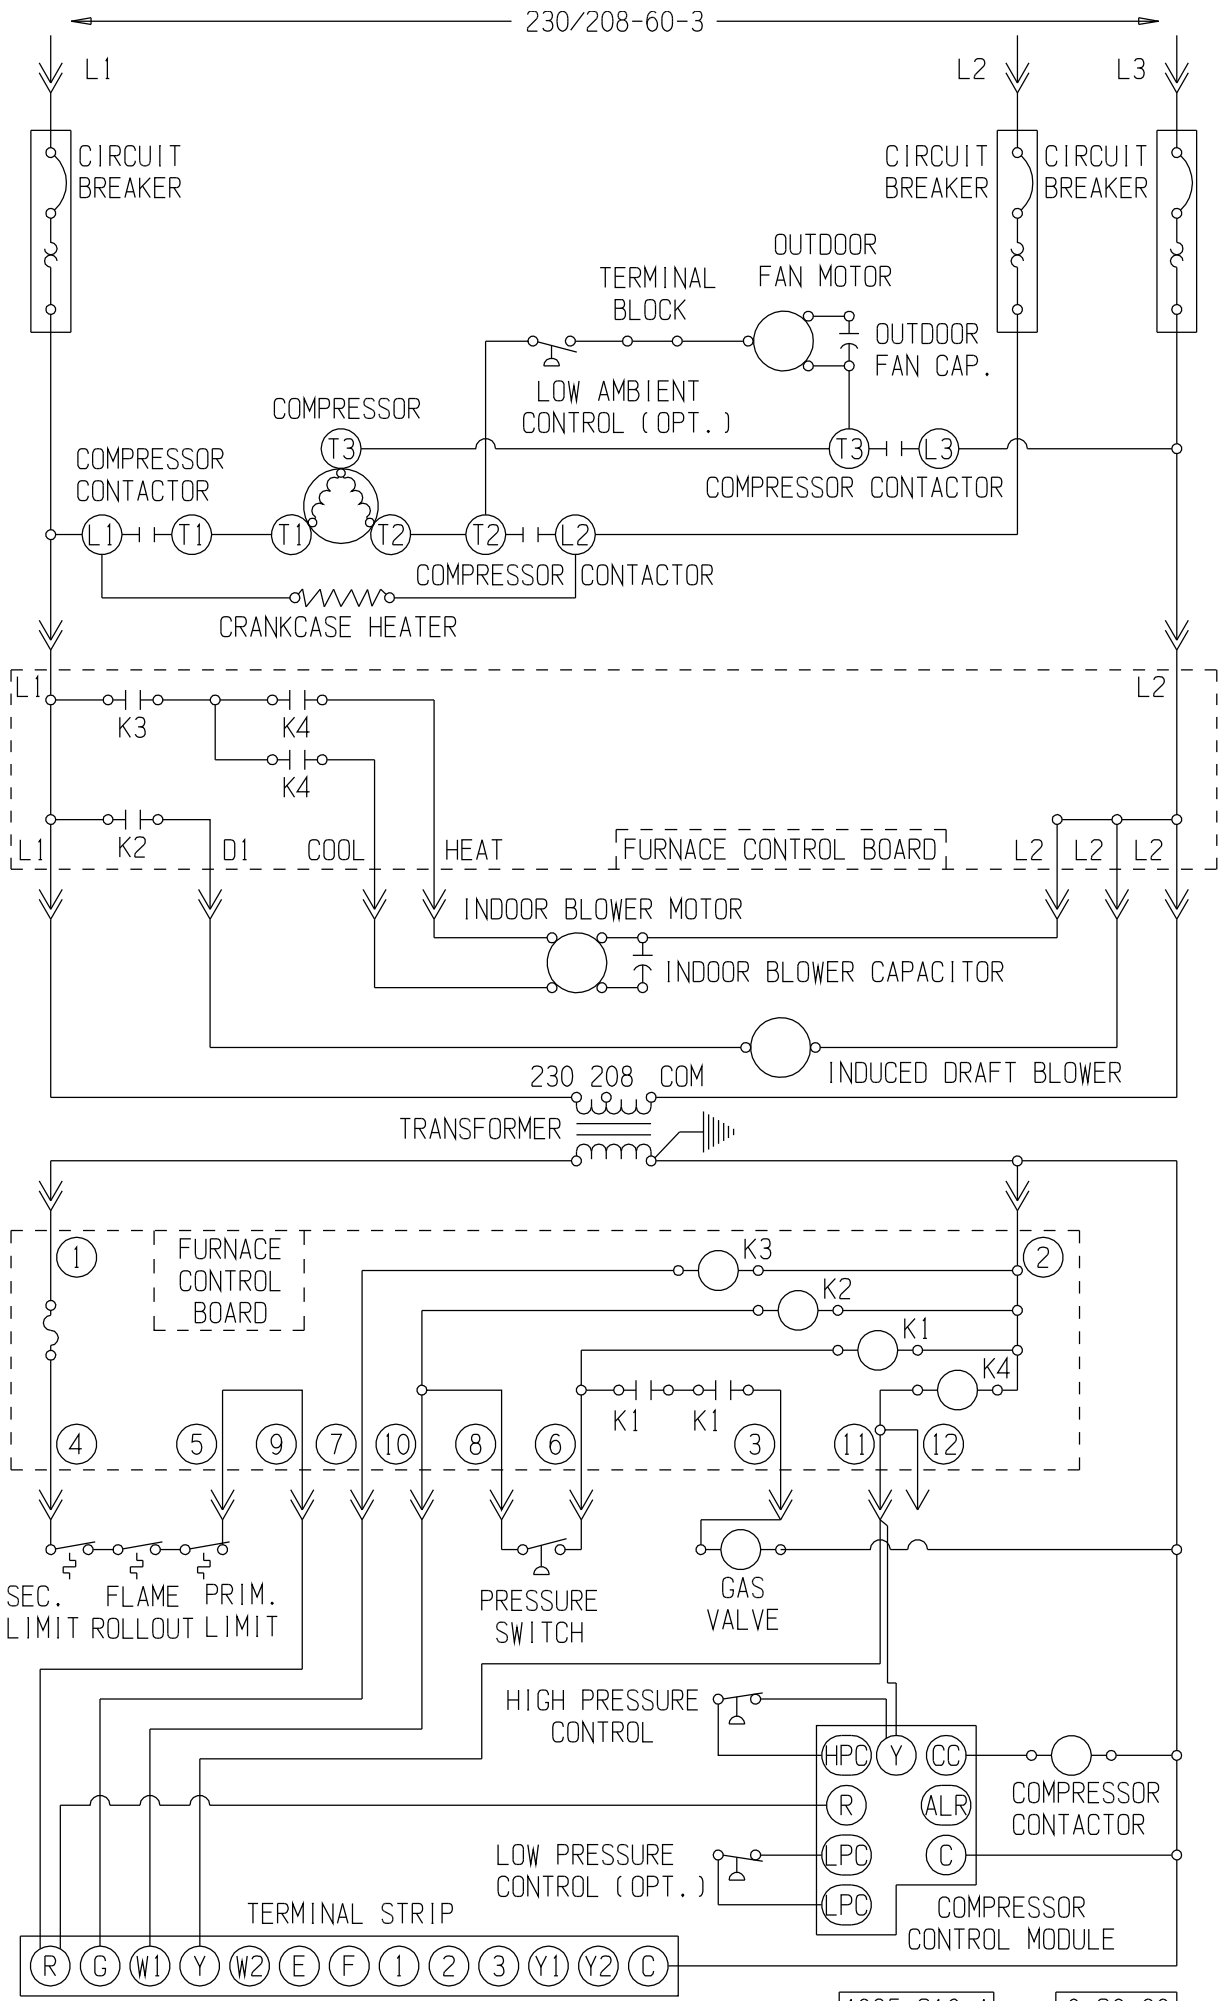 230/208-60-3
L1
L2
L3
CIRCUIT
BREAKER
CIRCUIT
BREAKER
CIRCUIT
BREAKER
OUTDOOR
FAN MOTOR
TERMINAL
BLOCK
OUTDOOR
FAN CAP.
LOW AMBIENT
CONTROL (OPT.)
COMPRESSOR
T3
T3
L3
COMPRESSOR
CONTACTOR
COMPRESSOR CONTACTOR
L1
T1
T1
T2
T2
L2
COMPRESSOR CONTACTOR
CRANKCASE HEATER
L1
L2
K3
K4
K4
K2
L1
D1
COOL
HEAT
FURNACE CONTROL BOARD
L2
L2
L2
INDOOR BLOWER MOTOR
INDOOR BLOWER CAPACITOR
INDUCED DRAFT BLOWER
230 208 COM
TRANSFORMER
1
FURNACE
CONTROL
BOARD
K3
2
K2
K1
K4
K1
K1
4
5
9
7
10
8
6
3
11
12
SEC.
LIMIT
FLAME
ROLLOUT
PRIM.
LIMIT
PRESSURE
SWITCH
GAS
VALVE
HIGH PRESSURE
CONTROL
HPC
Y
CC
R
ALR
COMPRESSOR
CONTACTOR
LOW PRESSURE
CONTROL (OPT.)
LPC
C
LPC
COMPRESSOR
CONTROL MODULE
TERMINAL STRIP
R G W1 Y W2 E F 1 2 3 Y1 Y2 C